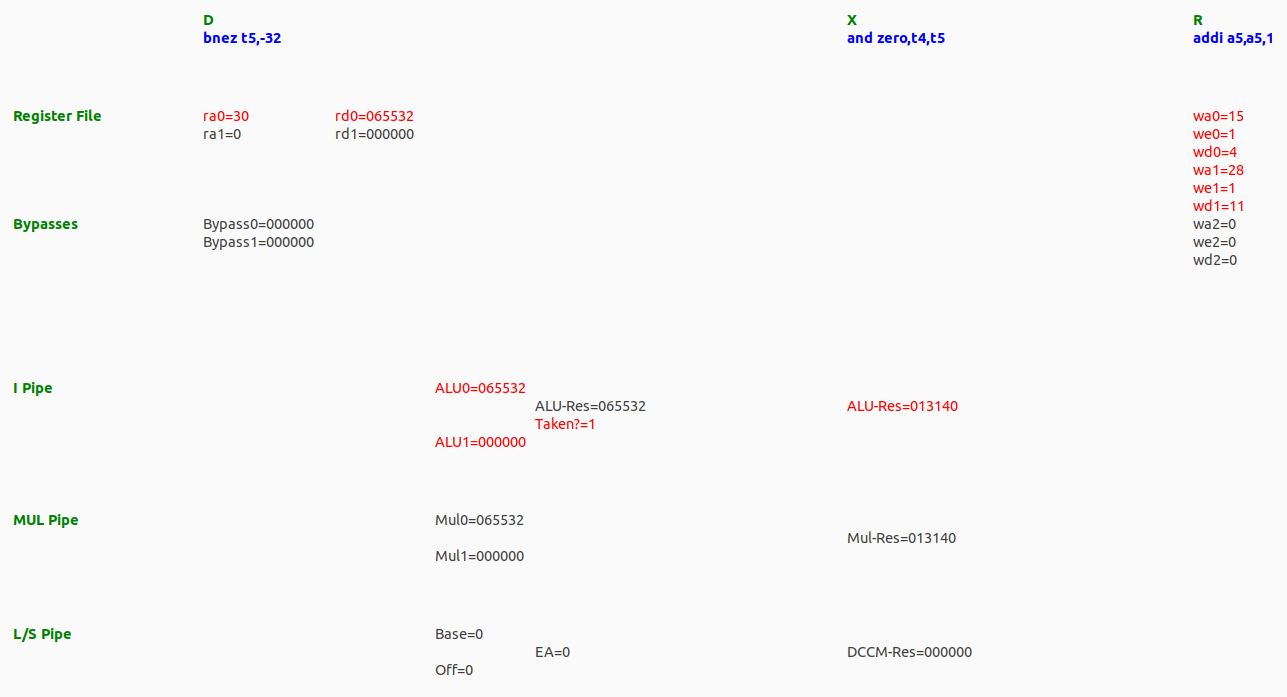 D X R
bnez t5,-32 and zero,t4,t5 addi a5,a5,1
Register File ra0=30 rd0=065532 wa0=15
ra1=0 rd1=000000 we0=1
wd0=4
wa1=28
we1=1
wd1=11
Bypasses Bypass0=000000 wa2=0
Bypass1=000000 we2=0
wd2=0
I Pipe ALU0=065532
ALU-Res=065532 ALU-Res=013140
Taken?=1
ALU1=000000
MUL Pipe Mul0=065532
Mul-Res=013140
Mul1=000000
L/S Pipe Base=0
EA=0 DCCM-Res=000000
Off=0